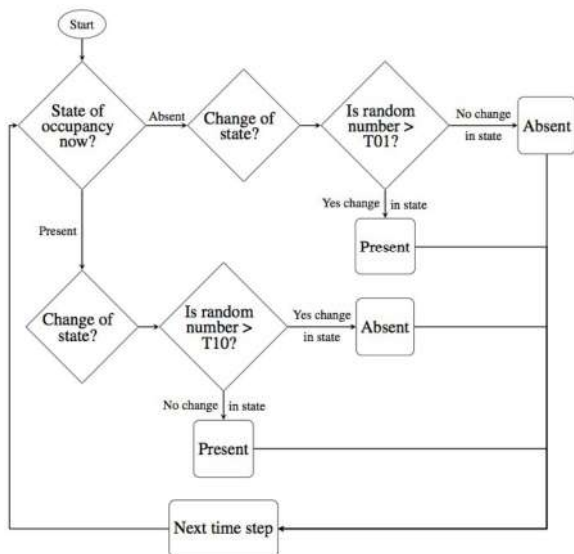 Start
State of
occupancy
now?
Absent
Change of
state?
Is random
number >
T01?
No change
in state
Absent
Yes change in state
Present
Present
Change of
state?
Is random
number >
T10?
Yes change
in state
Absent
No change in state
Present
Next time step